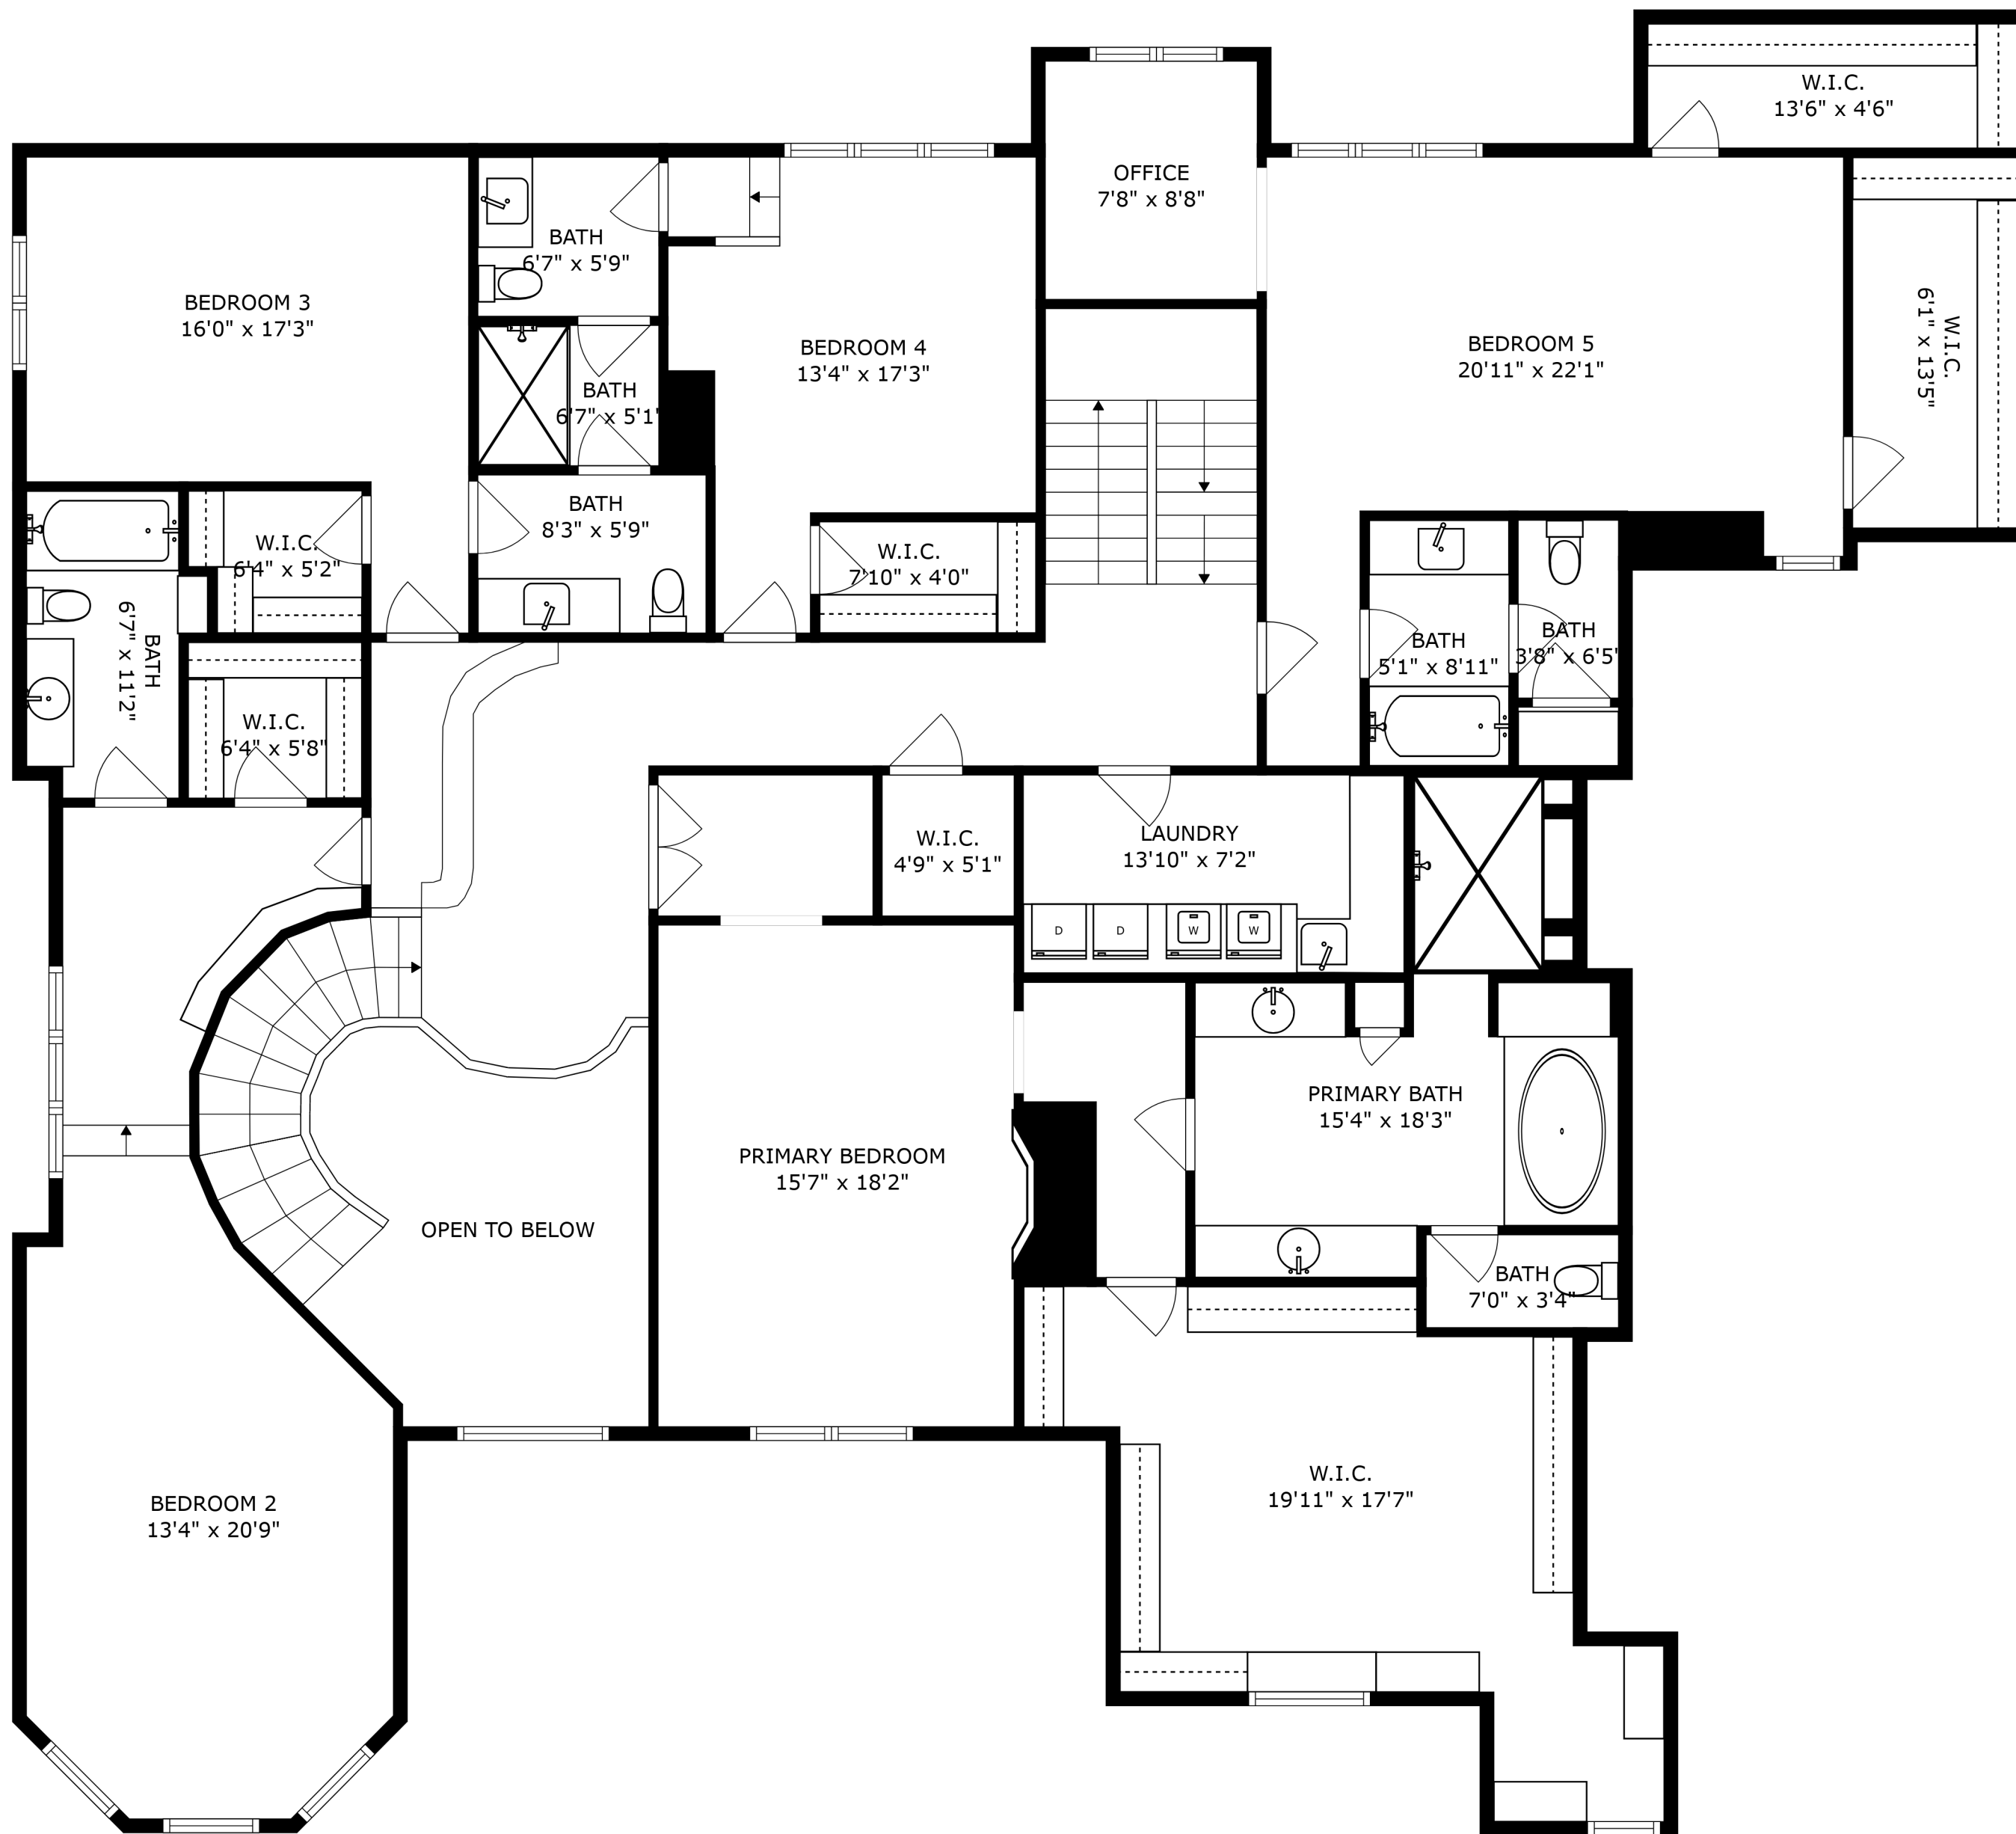 W.I.C.
13'6" x 4'6"
OFFICE
7'8" x 8'8"
BATH
6'7" x 5'9"
BEDROOM 3
16'0" x 17'3"
BEDROOM 4
13'4" x 17'3"
BEDROOM 5
20'11" x 22'1"
W.I.C.
6'1" x 13'5"
BATH
6'7" x 5'1"
BATH
8'3" x 5'9"
W.I.C.
6'4" x 5'2"
W.I.C.
7'10" x 4'0"
BATH
6'7" x 11'2"
BATH
5'1" x 8'11"
BATH
3'8" x 6'5"
W.I.C.
6'4" x 5'8"
W.I.C.
4'9" x 5'1"
LAUNDRY
13'10" x 7'2"
D
D
W
W
PRIMARY BATH
15'4" x 18'3"
PRIMARY BEDROOM
15'7" x 18'2"
OPEN TO BELOW
BATH
7'0" x 3'4"
W.I.C.
19'11" x 17'7"
BEDROOM 2
13'4" x 20'9"